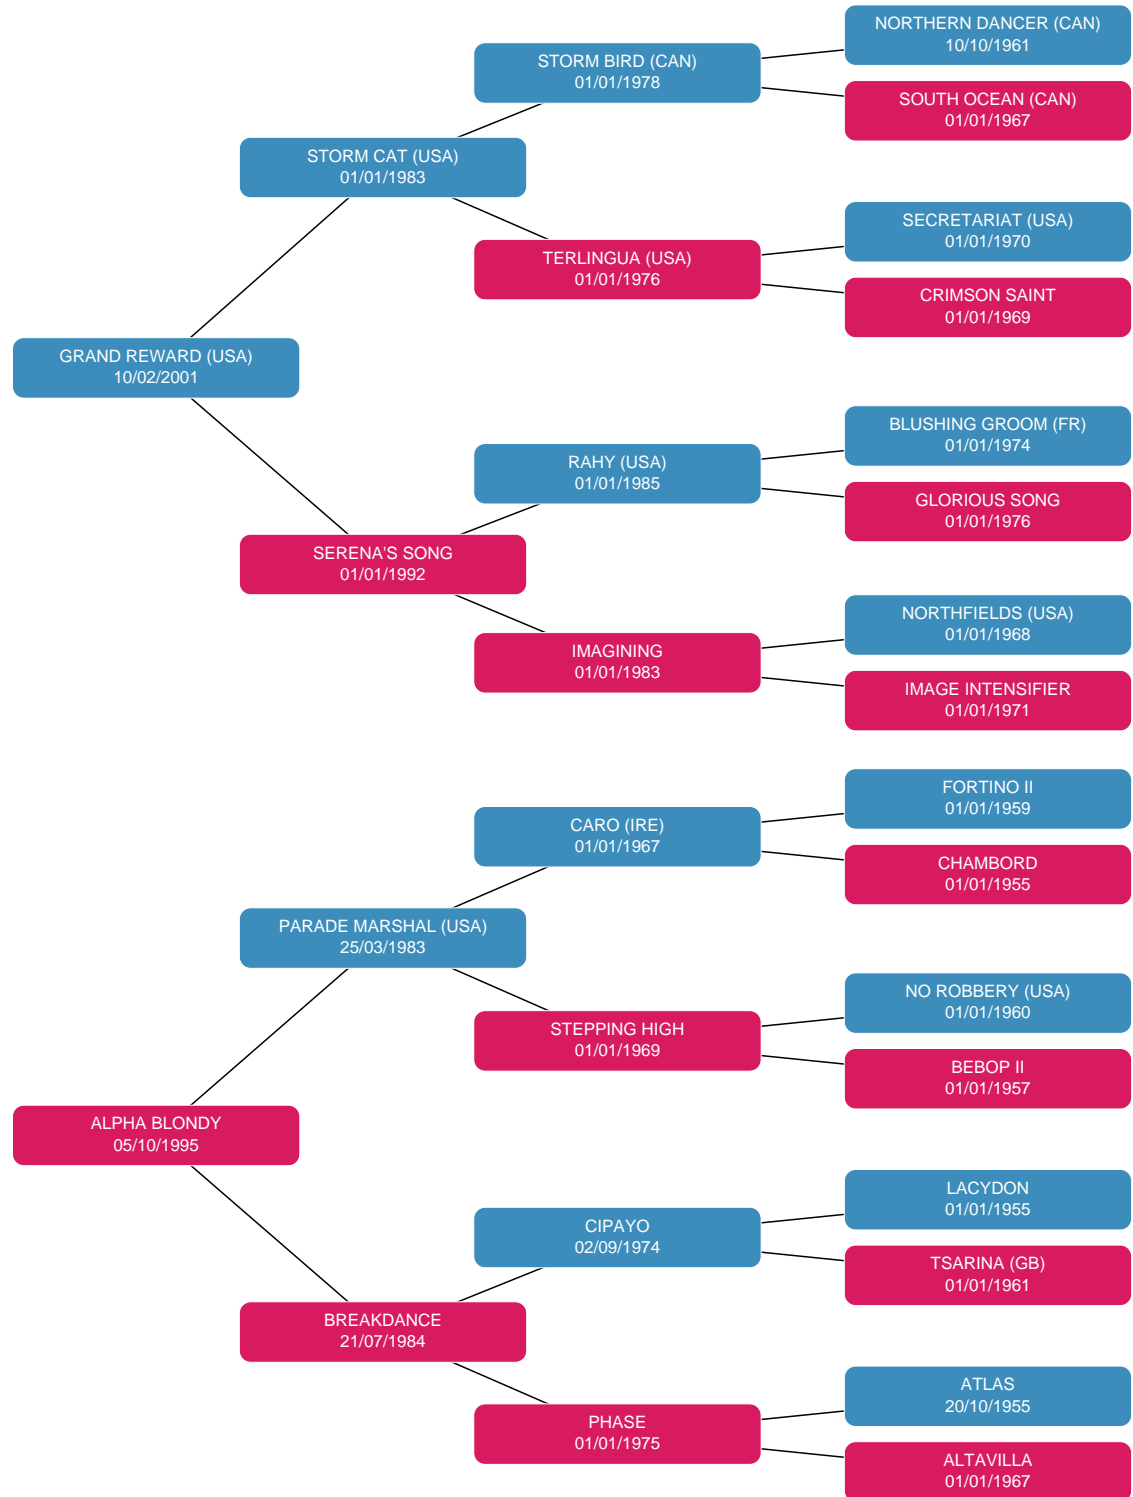 NORTHERN DANCER (CAN)
10/10/1961
STORM BIRD (CAN)
01/01/1978
SOUTH OCEAN (CAN)
01/01/1967
STORM CAT (USA)
01/01/1983
SECRETARIAT (USA)
01/01/1970
TERLINGUA (USA)
01/01/1976
CRIMSON SAINT
01/01/1969
GRAND REWARD (USA)
10/02/2001
BLUSHING GROOM (FR)
01/01/1974
RAHY (USA)
01/01/1985
GLORIOUS SONG
01/01/1976
SERENA'S SONG
01/01/1992
NORTHFIELDS (USA)
01/01/1968
IMAGINING
01/01/1983
IMAGE INTENSIFIER
01/01/1971
FORTINO II
01/01/1959
CARO (IRE)
01/01/1967
CHAMBORD
01/01/1955
PARADE MARSHAL (USA)
25/03/1983
NO ROBBERY (USA)
01/01/1960
STEPPING HIGH
01/01/1969
BEBOP II
01/01/1957
ALPHA BLONDY
05/10/1995
LACYDON
01/01/1955
CIPAYO
02/09/1974
TSARINA (GB)
01/01/1961
BREAKDANCE
21/07/1984
ATLAS
20/10/1955
PHASE
01/01/1975
ALTAVILLA
01/01/1967